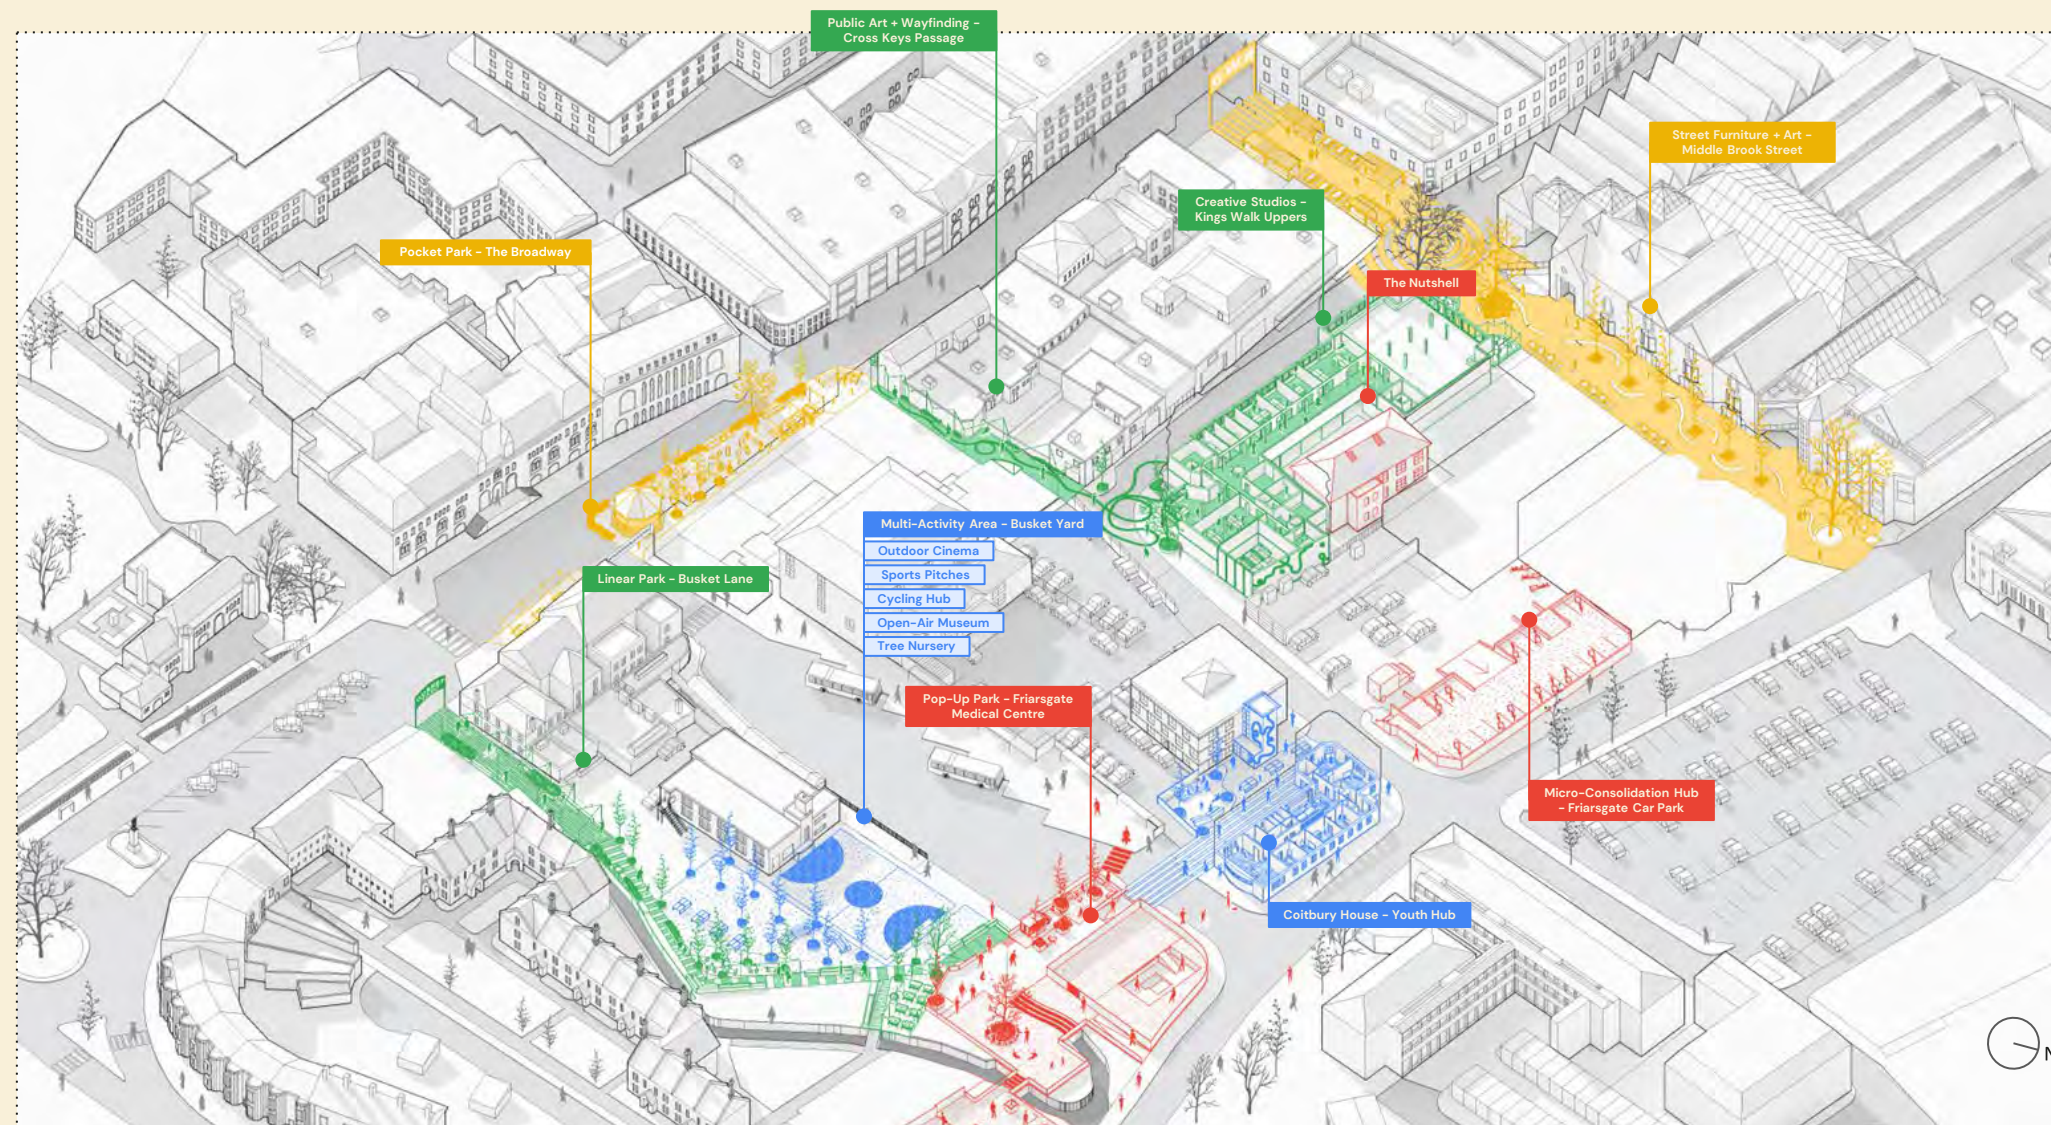 Public Art + Wayfinding -
Cross Keys Passage
Street Furniture + Art -
Middle Brook Street
Creative Studios -
Kings Walk Uppers
Pocket Park - The Broadway
The Nutshell
Multi-Activity Area - Busket Yard
Outdoor Cinema
Sports Pitches
Cycling Hub
Open-Air Museum
Tree Nursery
Linear Park - Busket Lane
Pop-Up Park - Friarsgate
Medical Centre
Micro-Consolidation Hub
- Friarsgate Car Park
Coitbury House - Youth Hub
N